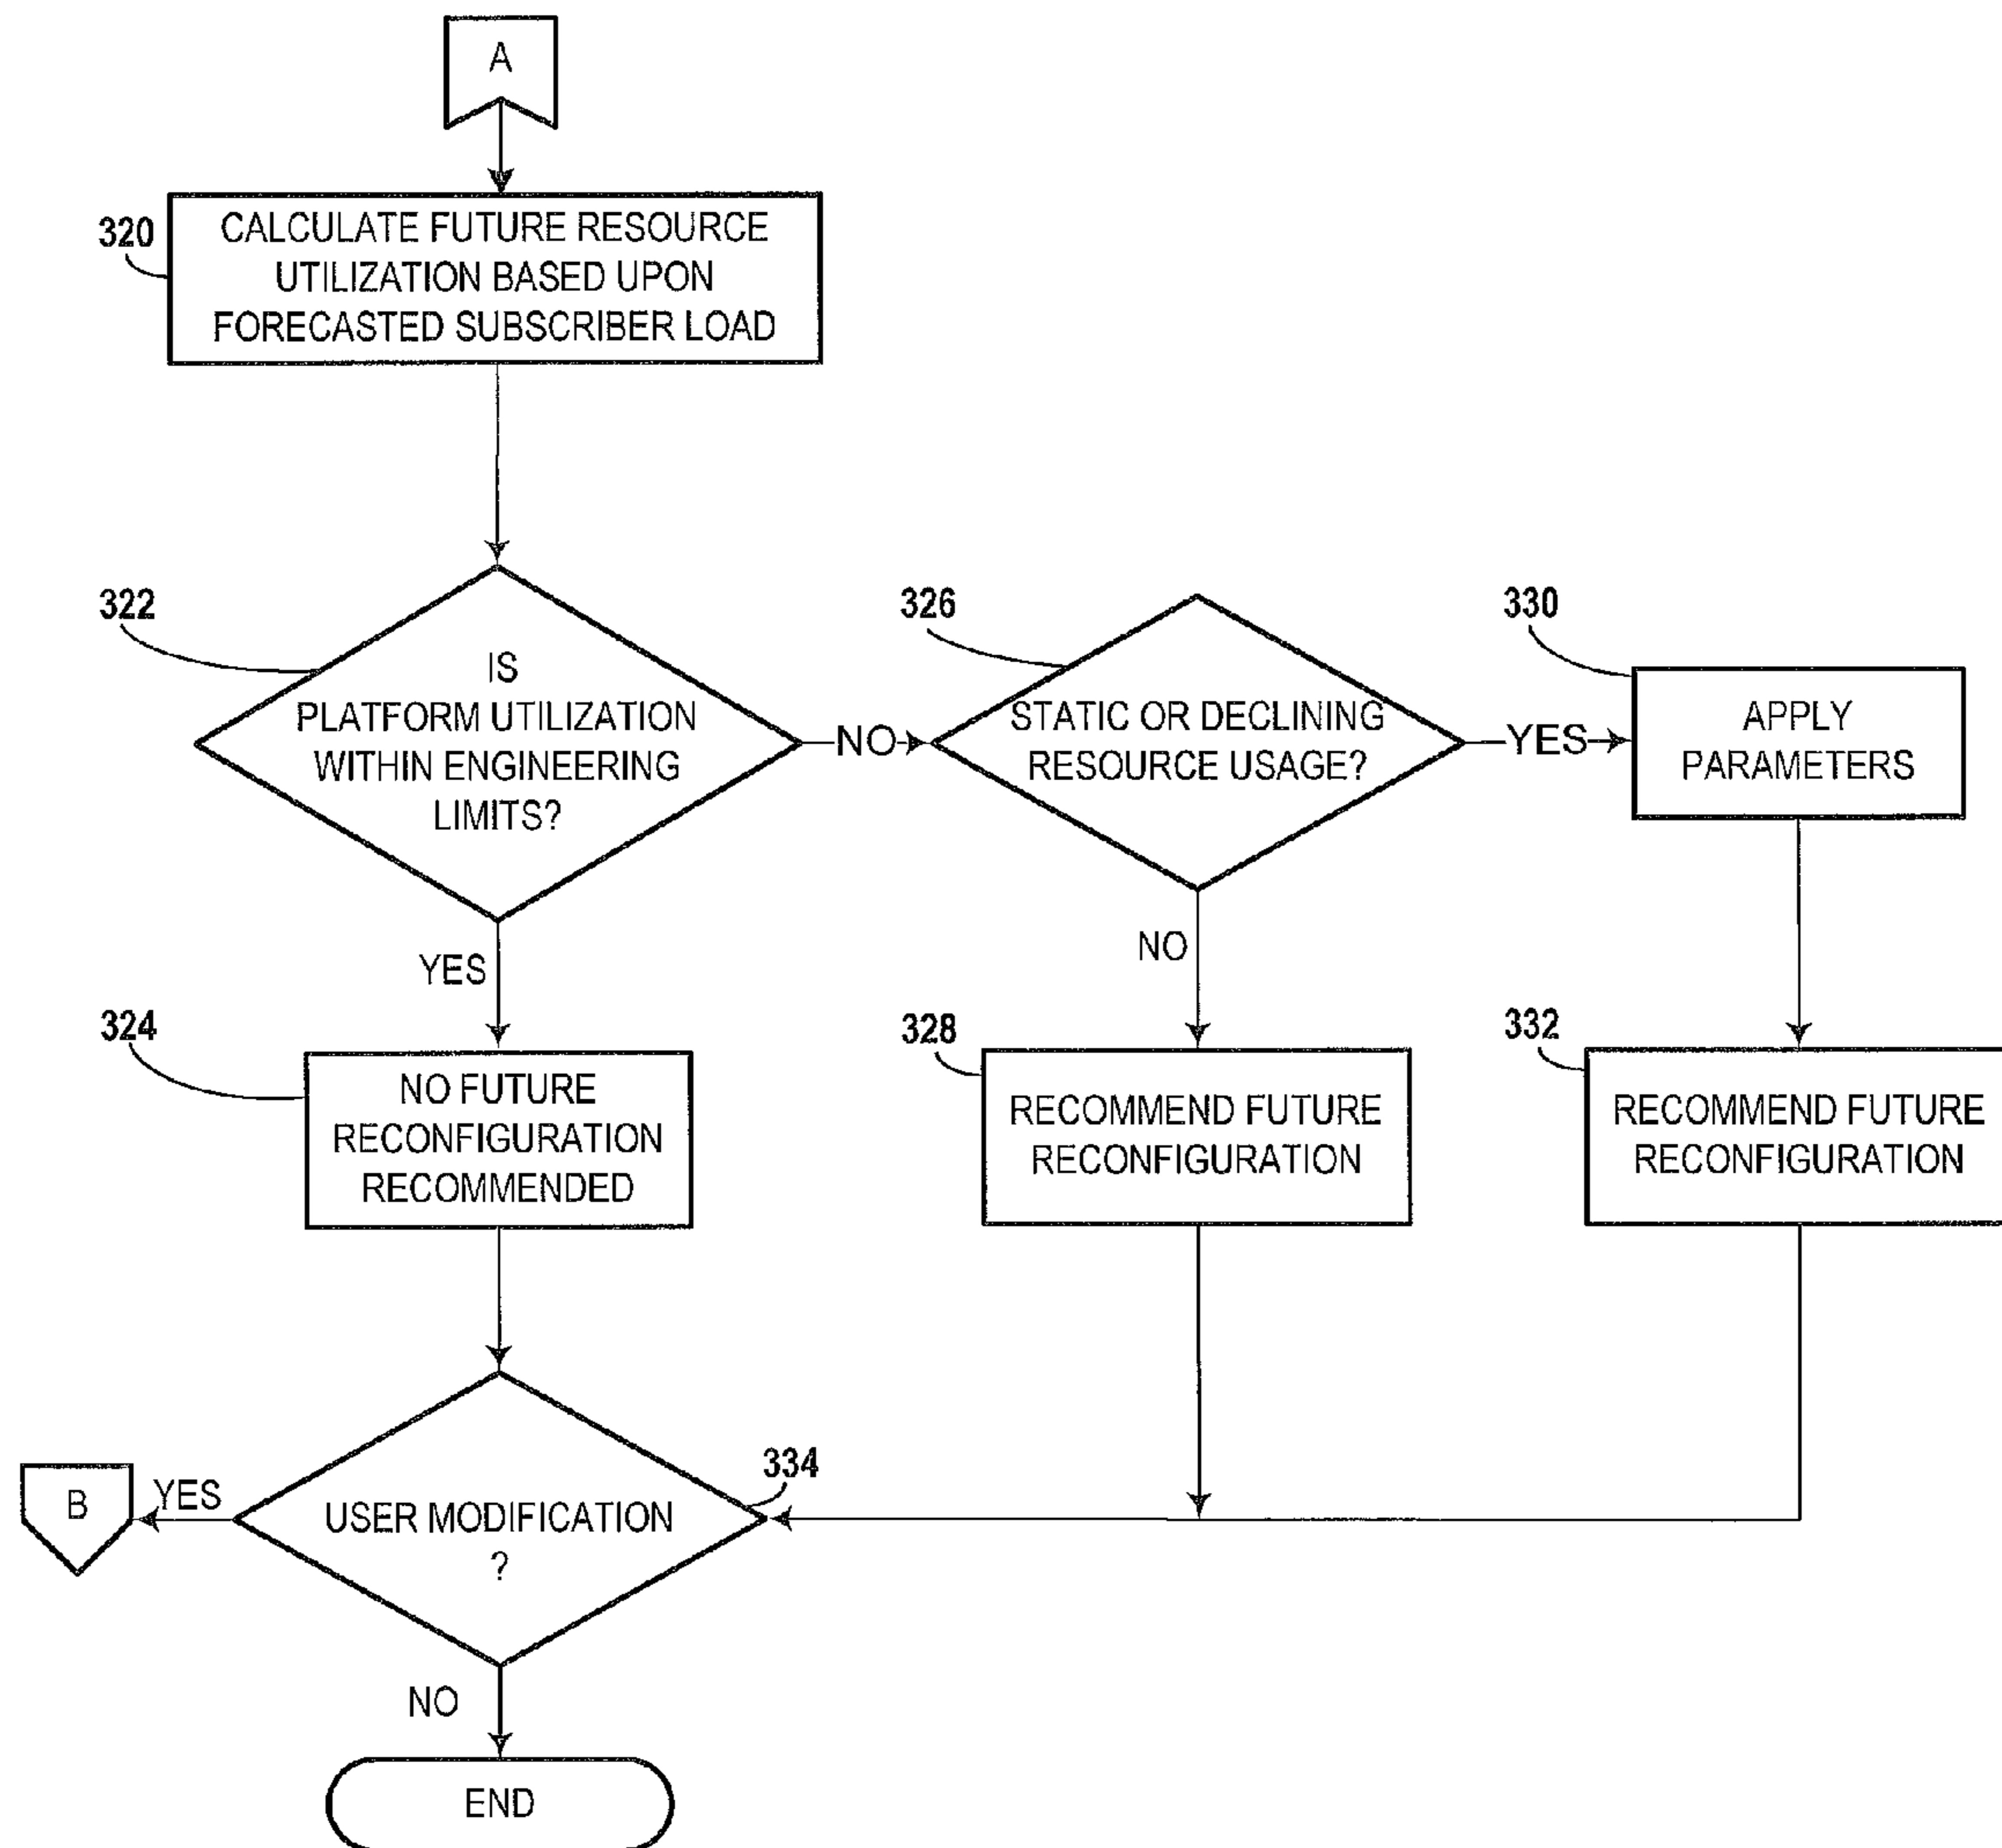 A
320
CALCULATE FUTURE RESOURCE
UTILIZATION BASED UPON
FORECASTED SUBSCRIBER LOAD
322
IS
PLATFORM UTILIZATION
WITHIN ENGINEERING
LIMITS?
NO
326
STATIC OR DECLINING
RESOURCE USAGE?
YES
330
APPLY
PARAMETERS
YES
NO
324
NO FUTURE
RECONFIGURATION
RECOMMENDED
328
RECOMMEND FUTURE
RECONFIGURATION
332
RECOMMEND FUTURE
RECONFIGURATION
B
YES
334
USER MODIFICATION
?
NO
END